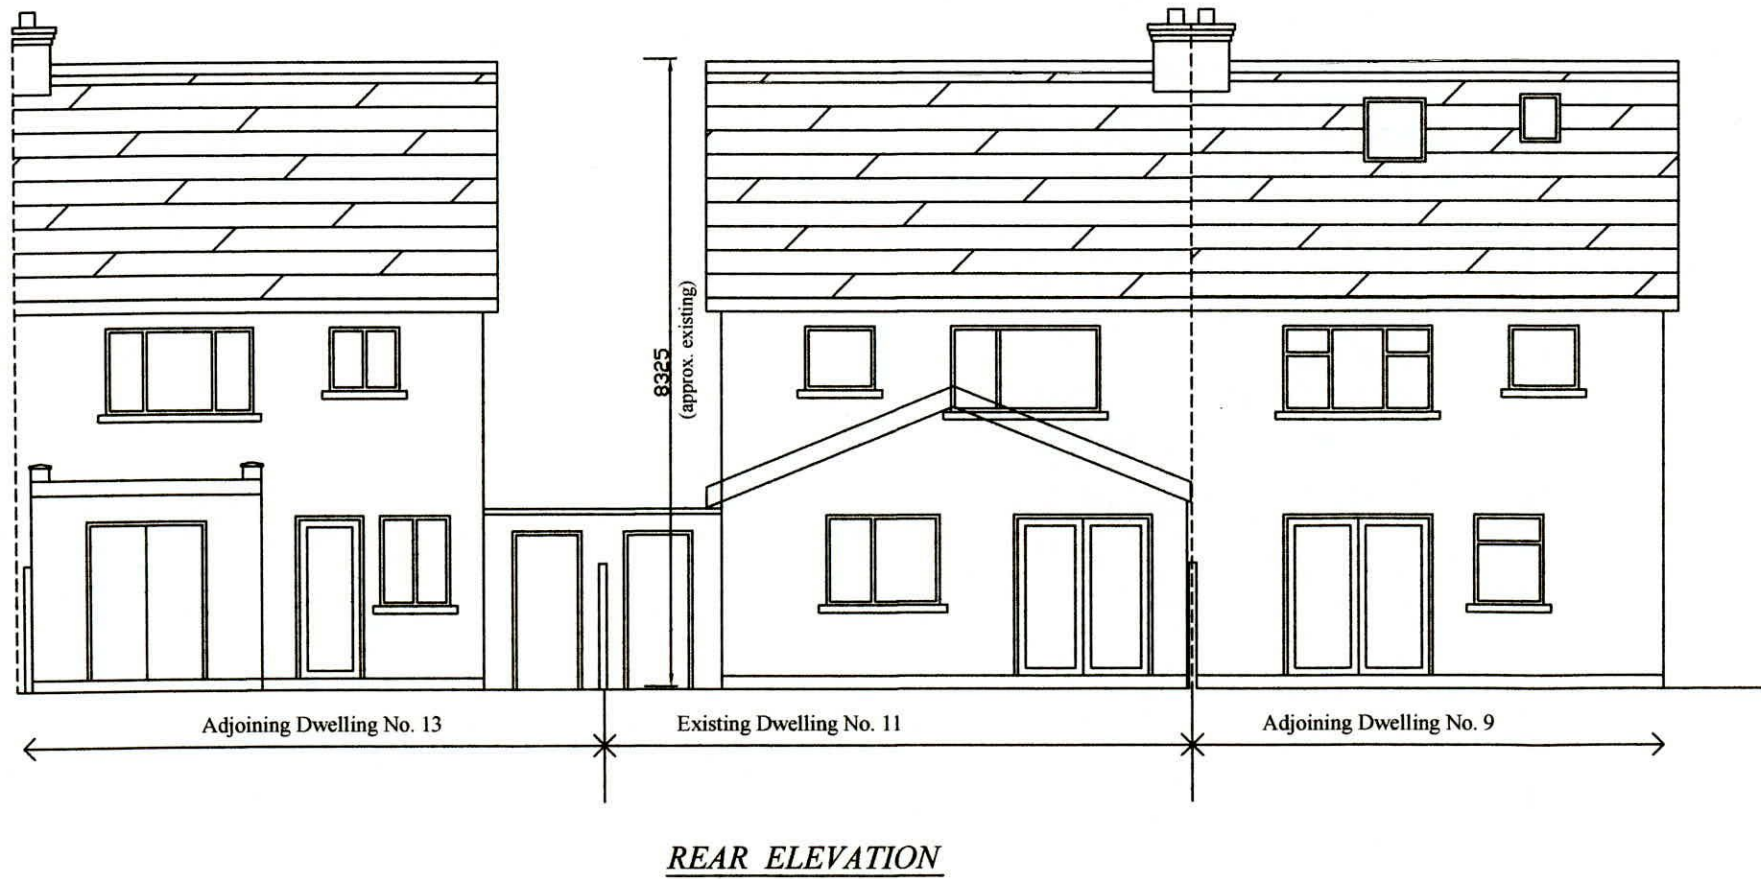 8325
(approx. existing)
Adjoining Dwelling No. 13
Existing Dwelling No. 11
Adjoining Dwelling No. 9
REAR ELEVATION